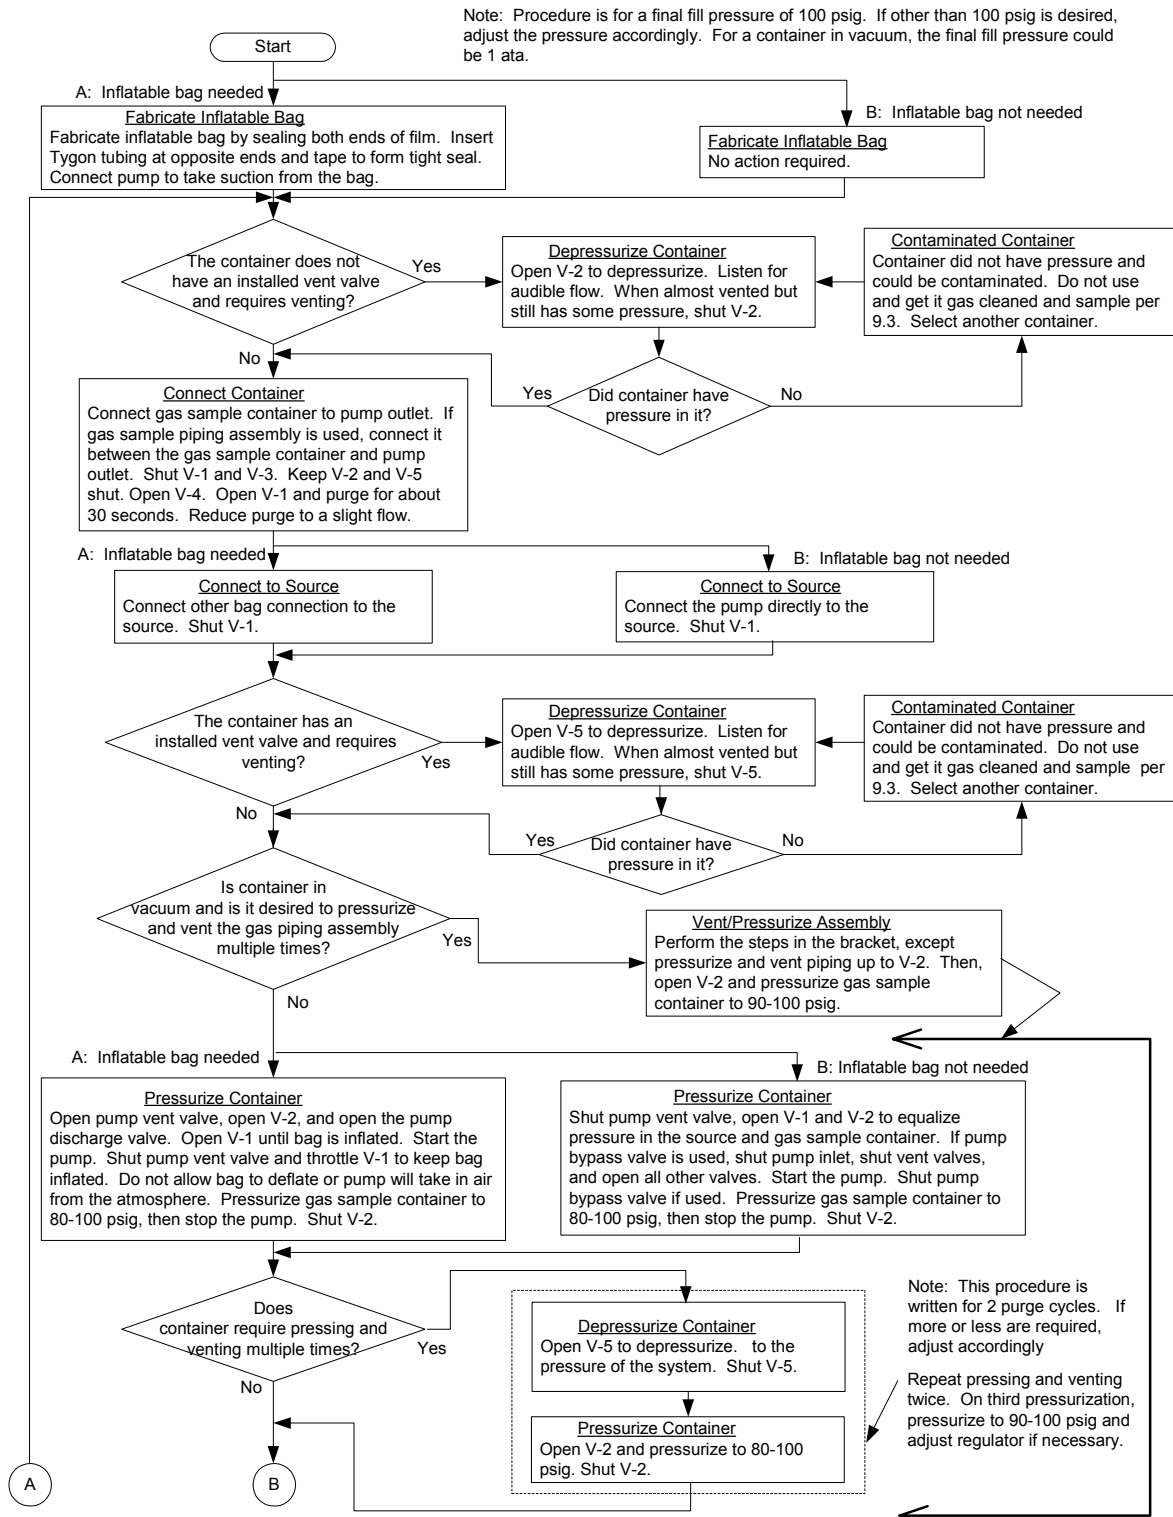 Note: Procedure is for a final fill pressure of 100 psig. If other than 100 psig is desired,
adjust the pressure accordingly. For a container in vacuum, the final fill pressure could
be 1 ata.
Start
A: Inflatable bag needed
B: Inflatable bag not needed
Fabricate Inflatable Bag
Fabricate inflatable bag by sealing both ends of film. Insert
Tygon tubing at opposite ends and tape to form tight seal.
Connect pump to take suction from the bag.
Fabricate Inflatable Bag
No action required.
The container does not
have an installed vent valve
and requires venting?
Yes
No
Depressurize Container
Open V-2 to depressurize. Listen for
audible flow. When almost vented but
still has some pressure, shut V-2.
Contaminated Container
Container did not have pressure and
could be contaminated. Do not use
and get it gas cleaned and sample per
9.3. Select another container.
Did container have
pressure in it?
Yes
No
Connect Container
Connect gas sample container to pump outlet. If
gas sample piping assembly is used, connect it
between the gas sample container and pump
outlet. Shut V-1 and V-3. Keep V-2 and V-5
shut. Open V-4. Open V-1 and purge for about
30 seconds. Reduce purge to a slight flow.
A: Inflatable bag needed
B: Inflatable bag not needed
Connect to Source
Connect other bag connection to the
source. Shut V-1.
Connect to Source
Connect the pump directly to the
source. Shut V-1.
The container has an
installed vent valve and requires
venting?
Yes
No
Depressurize Container
Open V-5 to depressurize. Listen for
audible flow. When almost vented but
still has some pressure, shut V-5.
Contaminated Container
Container did not have pressure and
could be contaminated. Do not use
and get it gas cleaned and sample per
9.3. Select another container.
Did container have
pressure in it?
Yes
No
Is container in
vacuum and is it desired to pressurize
and vent the gas piping assembly
multiple times?
Yes
No
Vent/Pressurize Assembly
Perform the steps in the bracket, except
pressurize and vent piping up to V-2. Then,
open V-2 and pressurize gas sample
container to 90-100 psig.
A: Inflatable bag needed
B: Inflatable bag not needed
Pressurize Container
Open pump vent valve, open V-2, and open the pump
discharge valve. Open V-1 until bag is inflated. Start the
pump. Shut pump vent valve and throttle V-1 to keep bag
inflated. Do not allow bag to deflate or pump will take in air
from the atmosphere. Pressurize gas sample container to
80-100 psig, then stop the pump. Shut V-2.
Pressurize Container
Shut pump vent valve, open V-1 and V-2 to equalize
pressure in the source and gas sample container. If pump
bypass valve is used, shut pump inlet, shut vent valves,
and open all other valves. Start the pump. Shut pump
bypass valve if used. Pressurize gas sample container to
80-100 psig, then stop the pump. Shut V-2.
Does
container require pressing and
venting multiple times?
Yes
No
Depressurize Container
Open V-5 to depressurize. to the
pressure of the system. Shut V-5.
Pressurize Container
Open V-2 and pressurize to 80-100
psig. Shut V-2.
Note: This procedure is
written for 2 purge cycles. If
more or less are required,
adjust accordingly
Repeat pressing and venting
twice. On third pressurization,
pressurize to 90-100 psig and
adjust regulator if necessary.
A
B